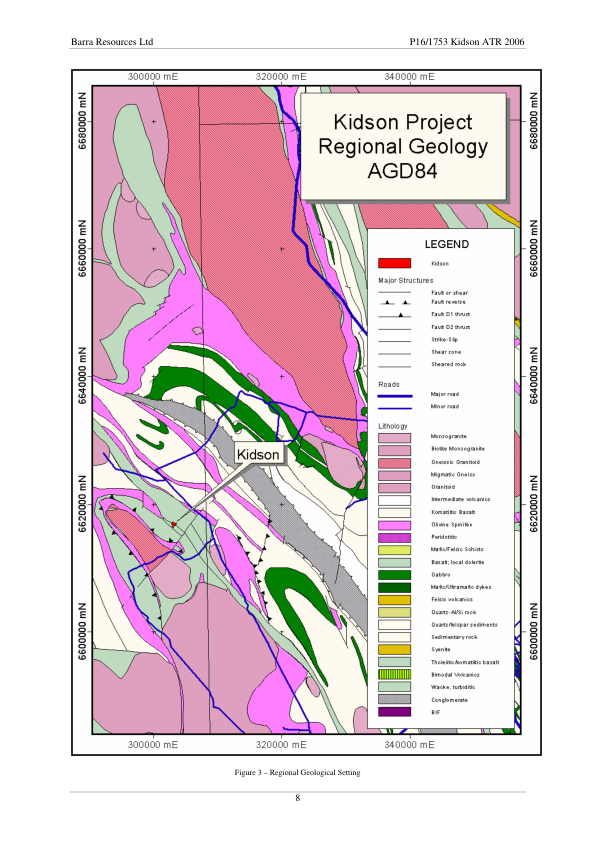 Barra Resources Ltd P16/1753 Kidson ATR 2006
300000 mE 320000 mE 340000 mE
6680000 mN 6680000 mN
Kidson Project
Regional Geology
AGD84
6660000 mN 6660000 mN
LEGEND
Kidson
Major Structures
Fault or shear
Fault reverse
Fault D1 thrust
Fault D2 thrust
Strike-Slip
Shear zone
Sheared rock
6640000 mN 6640000 mN
Roads
Major road
Minor road
Lithology
Monzogranite
Biotite Monzogranite
Gneissic Granitoid
Migmatic Gneiss
Granitoid
Intermediate volcanics
Komatiitic Basalt
Olivine Spinifex
Peridotitic
Mafic/Felsic Schists
Basalt; local dolerite
Gabbro
Mafic/Ultramafic dykes
Felsic volcanics
Quartz-Al/Si rock
Quartz/felspar sediments
Sedimentary rock
Syenite
Tholeiitic/komatiitic basalt
Bimodal Volcanics
Wacke, turbiditic
Conglomerate
BIF
Kidson
6620000 mN 6620000 mN
6600000 mN 6600000 mN
300000 mE 320000 mE 340000 mE
Figure 3 – Regional Geological Setting
8